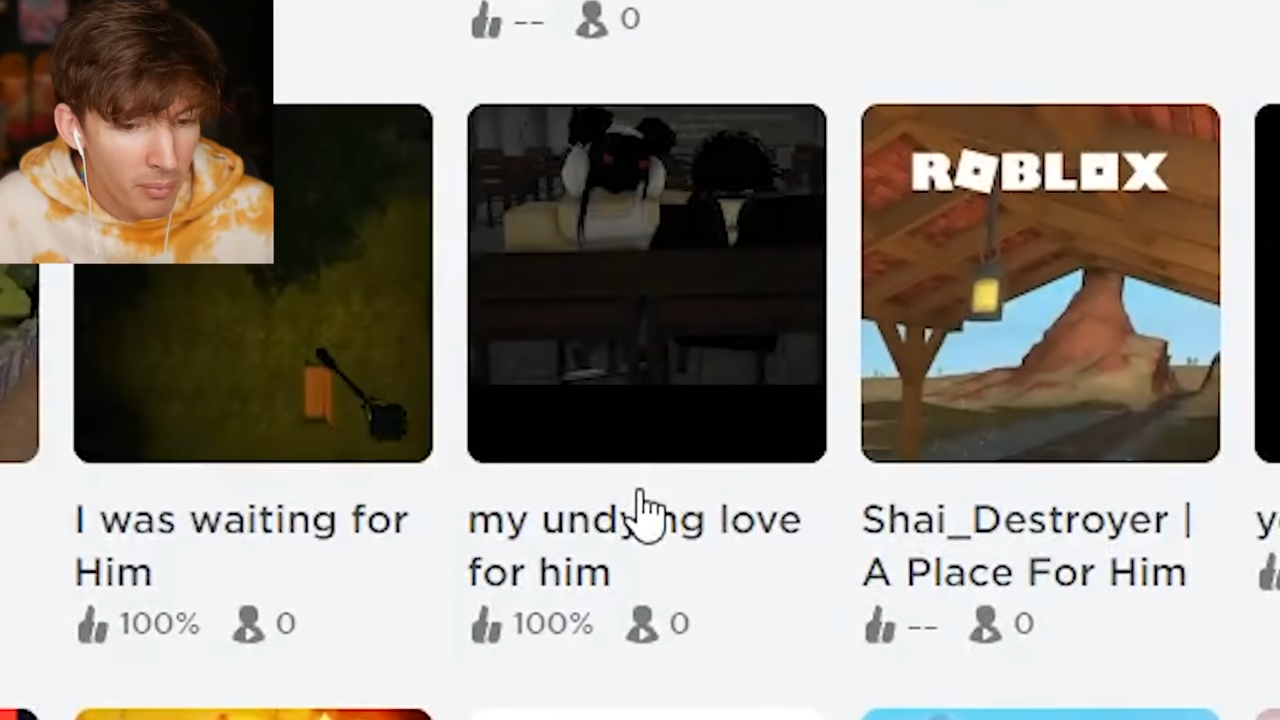 -- 0
ROBLOX
I was waiting for
Him
100% 0
my undying love
for him
100% 0
Shai_Destroyer |
A Place For Him
-- 0